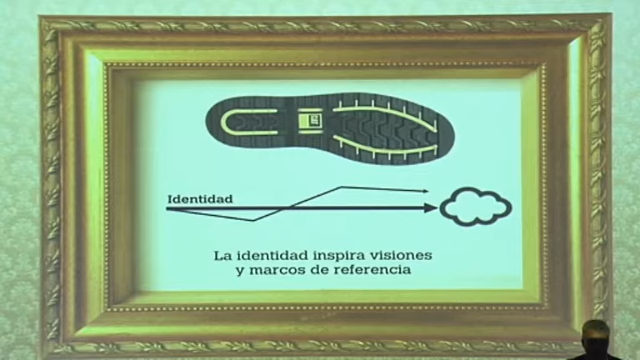 Identidad
La identidad inspira visiones
y marcos de referencia